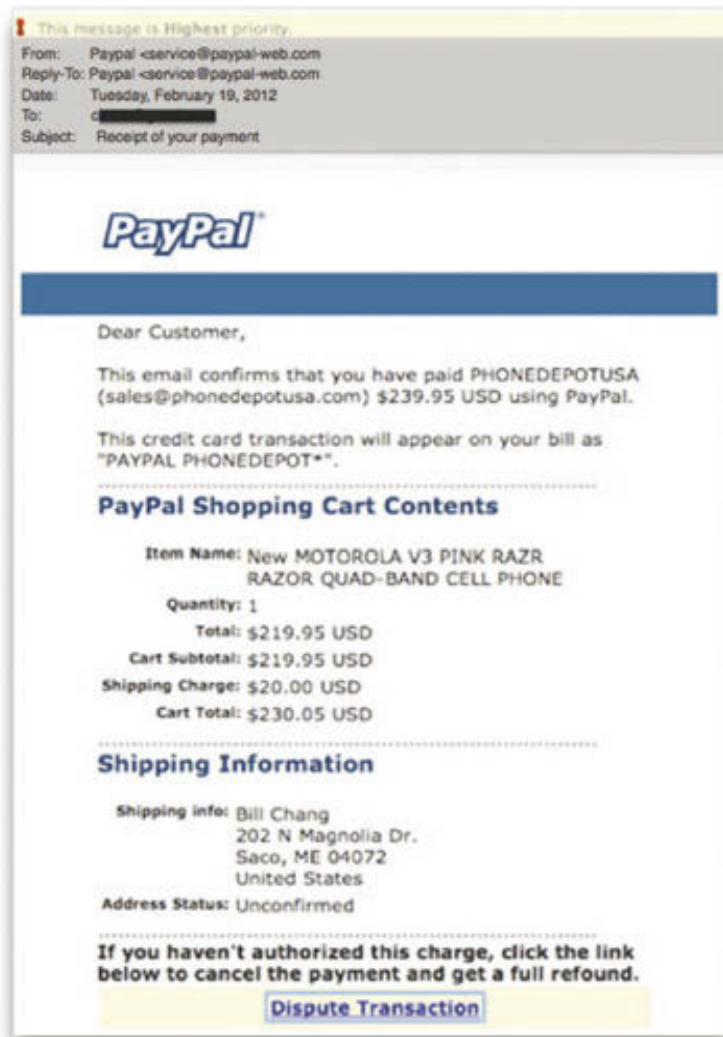 This message is Highest priority.
From: Paypal <service@paypal-web.com
Reply-To: Paypal <service@paypal-web.com
Date: Tuesday, February 19, 2012
To:
Subject: Receipt of your payment
PayPal
Dear Customer,
This email confirms that you have paid PHONEDEPOTUSA
(sales@phonedepotusa.com) $239.95 USD using PayPal.
This credit card transaction will appear on your bill as
"PAYPAL PHONEDEPOT*".
PayPal Shopping Cart Contents
Item Name: New MOTOROLA V3 PINK RAZR
RAZOR QUAD-BAND CELL PHONE
Quantity: 1
Total: $219.95 USD
Cart Subtotal: $219.95 USD
Shipping Charge: $20.00 USD
Cart Total: $230.05 USD
Shipping Information
Shipping info: Bill Chang
202 N Magnolia Dr.
Saco, ME 04072
United States
Address Status: Unconfirmed
If you haven't authorized this charge, click the link
below to cancel the payment and get a full refound.
Dispute Transaction